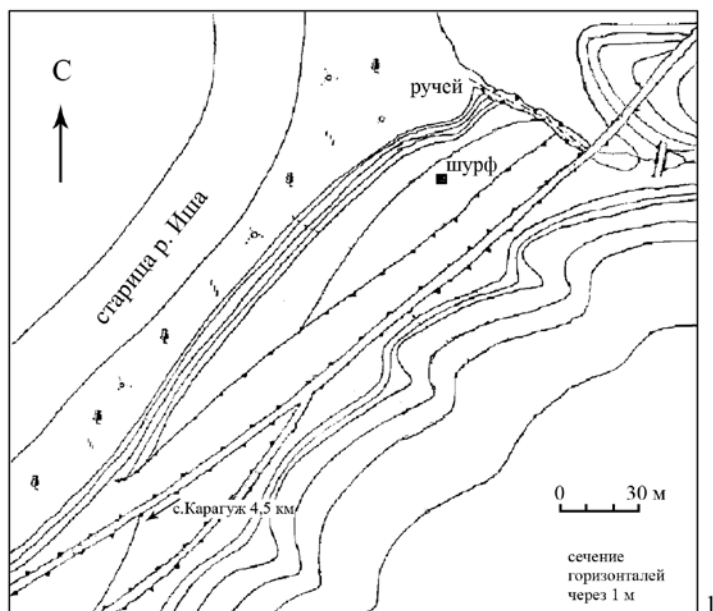 С
ручей
шурф
старица р. Иша
с.Карагуж 4,5 км
0 30 м
сечение
горизонталей
через 1 м
1